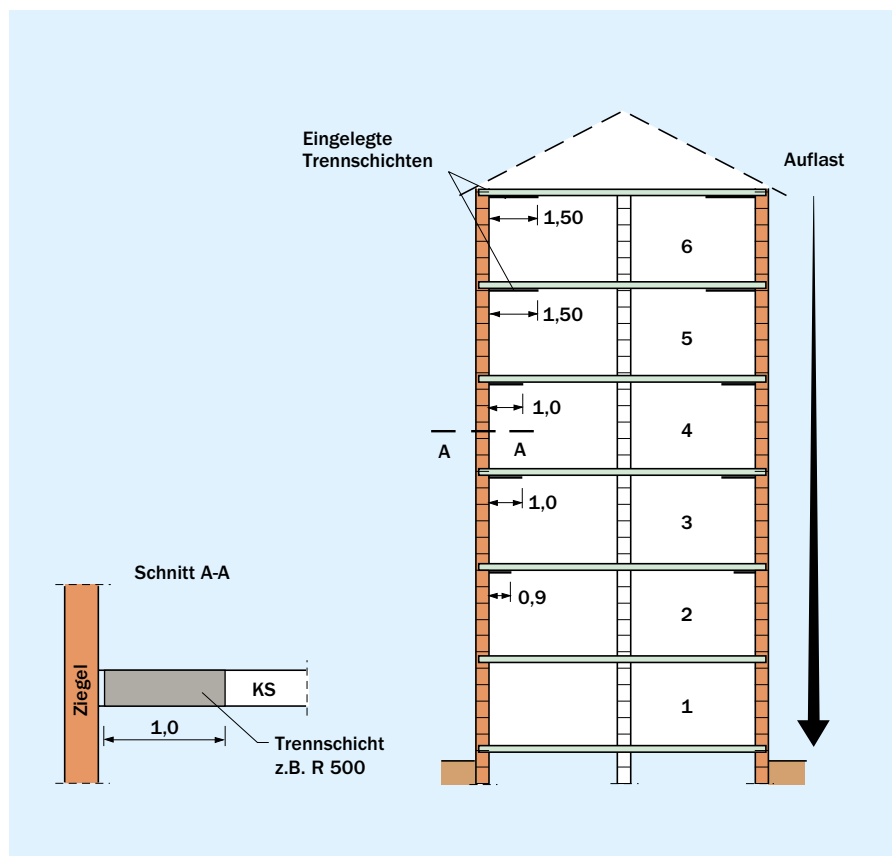 Eingelegte
Trennschichten
Auflast
1,50
6
1,50
5
1,0
4
A A
1,0
3
0,9
2
1
Schnitt A-A
Ziegel
KS
1,0
Trennschicht
z.B. R 500